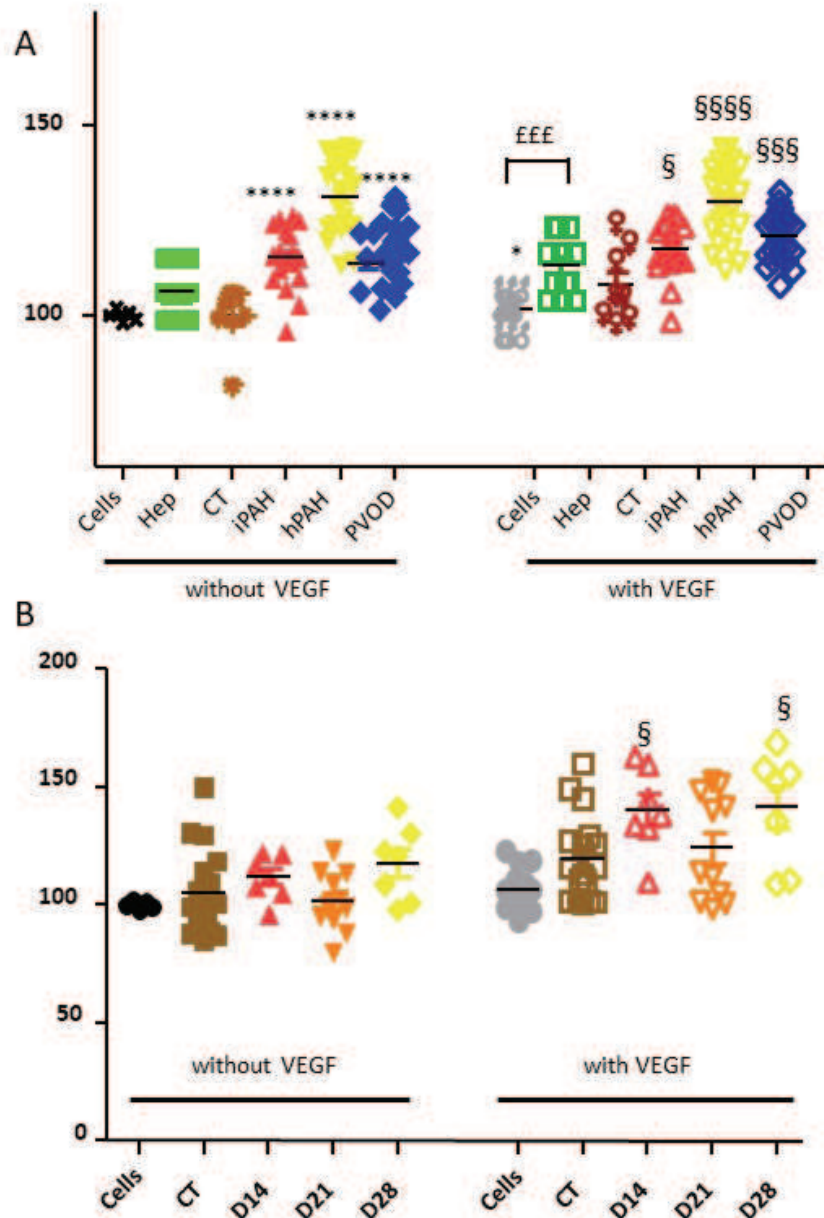 A
150
100
****
****
****
£££
*
§
§§§§
§§§
Cells
Hep
CT
iPAH
hPAH
PVOD
Cells
Hep
CT
iPAH
hPAH
PVOD
without VEGF
with VEGF
B
200
150
100
50
0
§
§
without VEGF
with VEGF
Cells
CT
D14
D21
D28
Cells
CT
D14
D21
D28